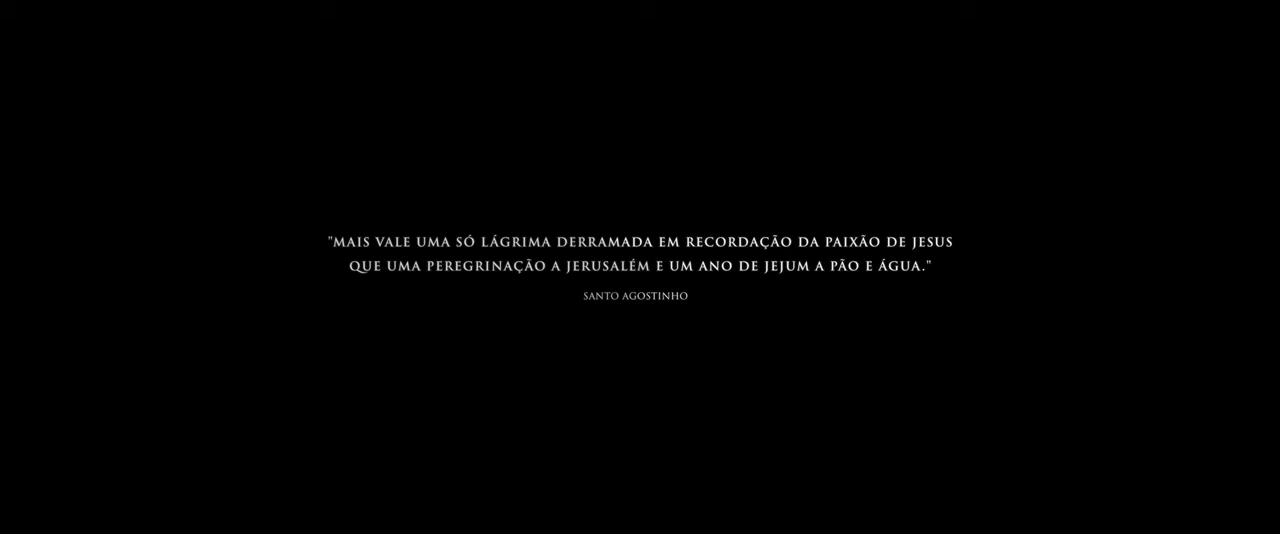 "MAIS VALE UMA SÓ LÁGRIMA DERRAMADA EM RECORDAÇÃO DA PAIXÃO DE JESUS
QUE UMA PEREGRINAÇÃO A JERUSALÉM E UM ANO DE JEJUM A PÃO E ÁGUA."
SANTO AGOSTINHO